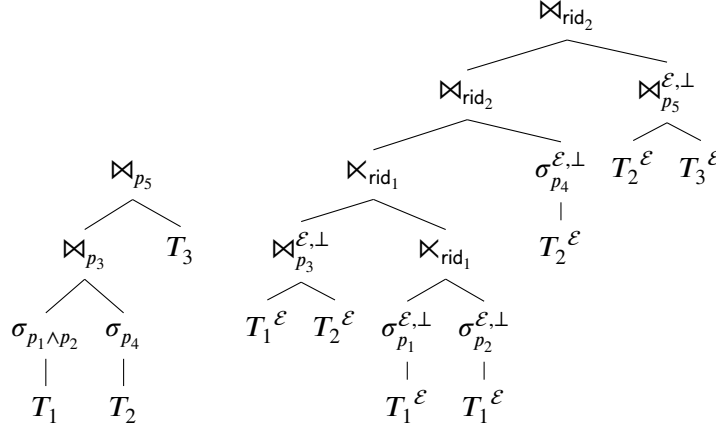 ⋈rid₂
⋈rid₂ ⋈p₅^ℰ,⊥
⋈p₅ ⋉rid₁ σp₄^ℰ,⊥ T₂^ℰ T₃^ℰ
⋈p₃ T₃ ⋈p₃^ℰ,⊥ ⋉rid₁ T₂^ℰ
σp₁∧p₂ σp₄ T₁^ℰ T₂^ℰ σp₁^ℰ,⊥ σp₂^ℰ,⊥
T₁ T₂ T₁^ℰ T₁^ℰ